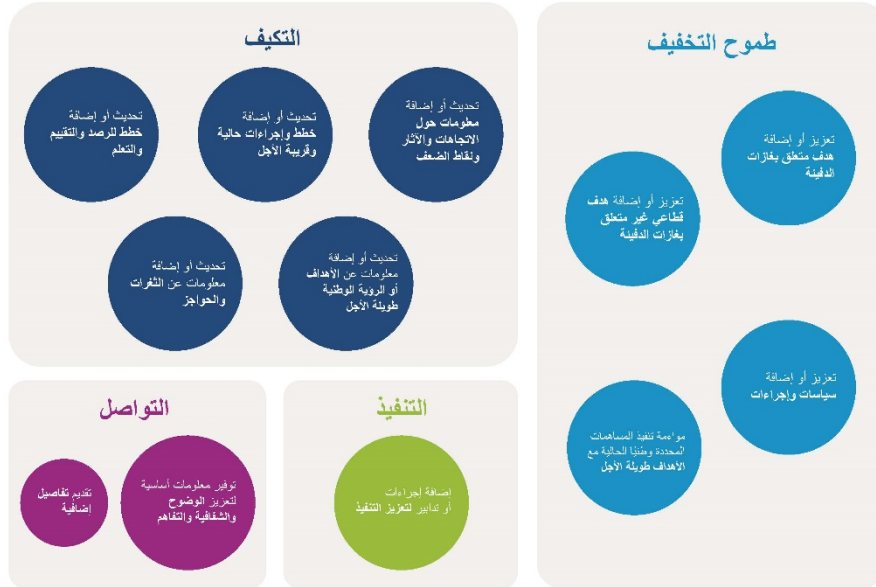 طموح التخفيف
تعزيز أو إضافة
هدف متعلق بغازات
الدفيئة
تعزيز أو إضافة هدف
قطاعي غير متعلق
بغازات الدفيئة
تعزيز أو إضافة
سياسات وإجراءات
مواءمة تنفيذ المساهمات
المحددة وطنيًا الحالية مع
الأهداف طويلة الأجل
التكيف
تحديث أو إضافة
معلومات حول
الاتجاهات والآثار
ونقاط الضعف
تحديث أو إضافة
خطط وإجراءات حالية
وقريبة الأجل
تحديث أو إضافة
خطط للرصد والتقييم
والتعلم
تحديث أو إضافة
معلومات عن الأهداف
أو الرؤية الوطنية
طويلة الأجل
تحديث أو إضافة
معلومات عن الثغرات
والحواجز
التنفيذ
إضافة إجراءات
أو تدابير لتعزيز التنفيذ
التواصل
توفير معلومات أساسية
لتعزيز الوضوح
والشفافية والتفاهم
تقديم تفاصيل
إضافية